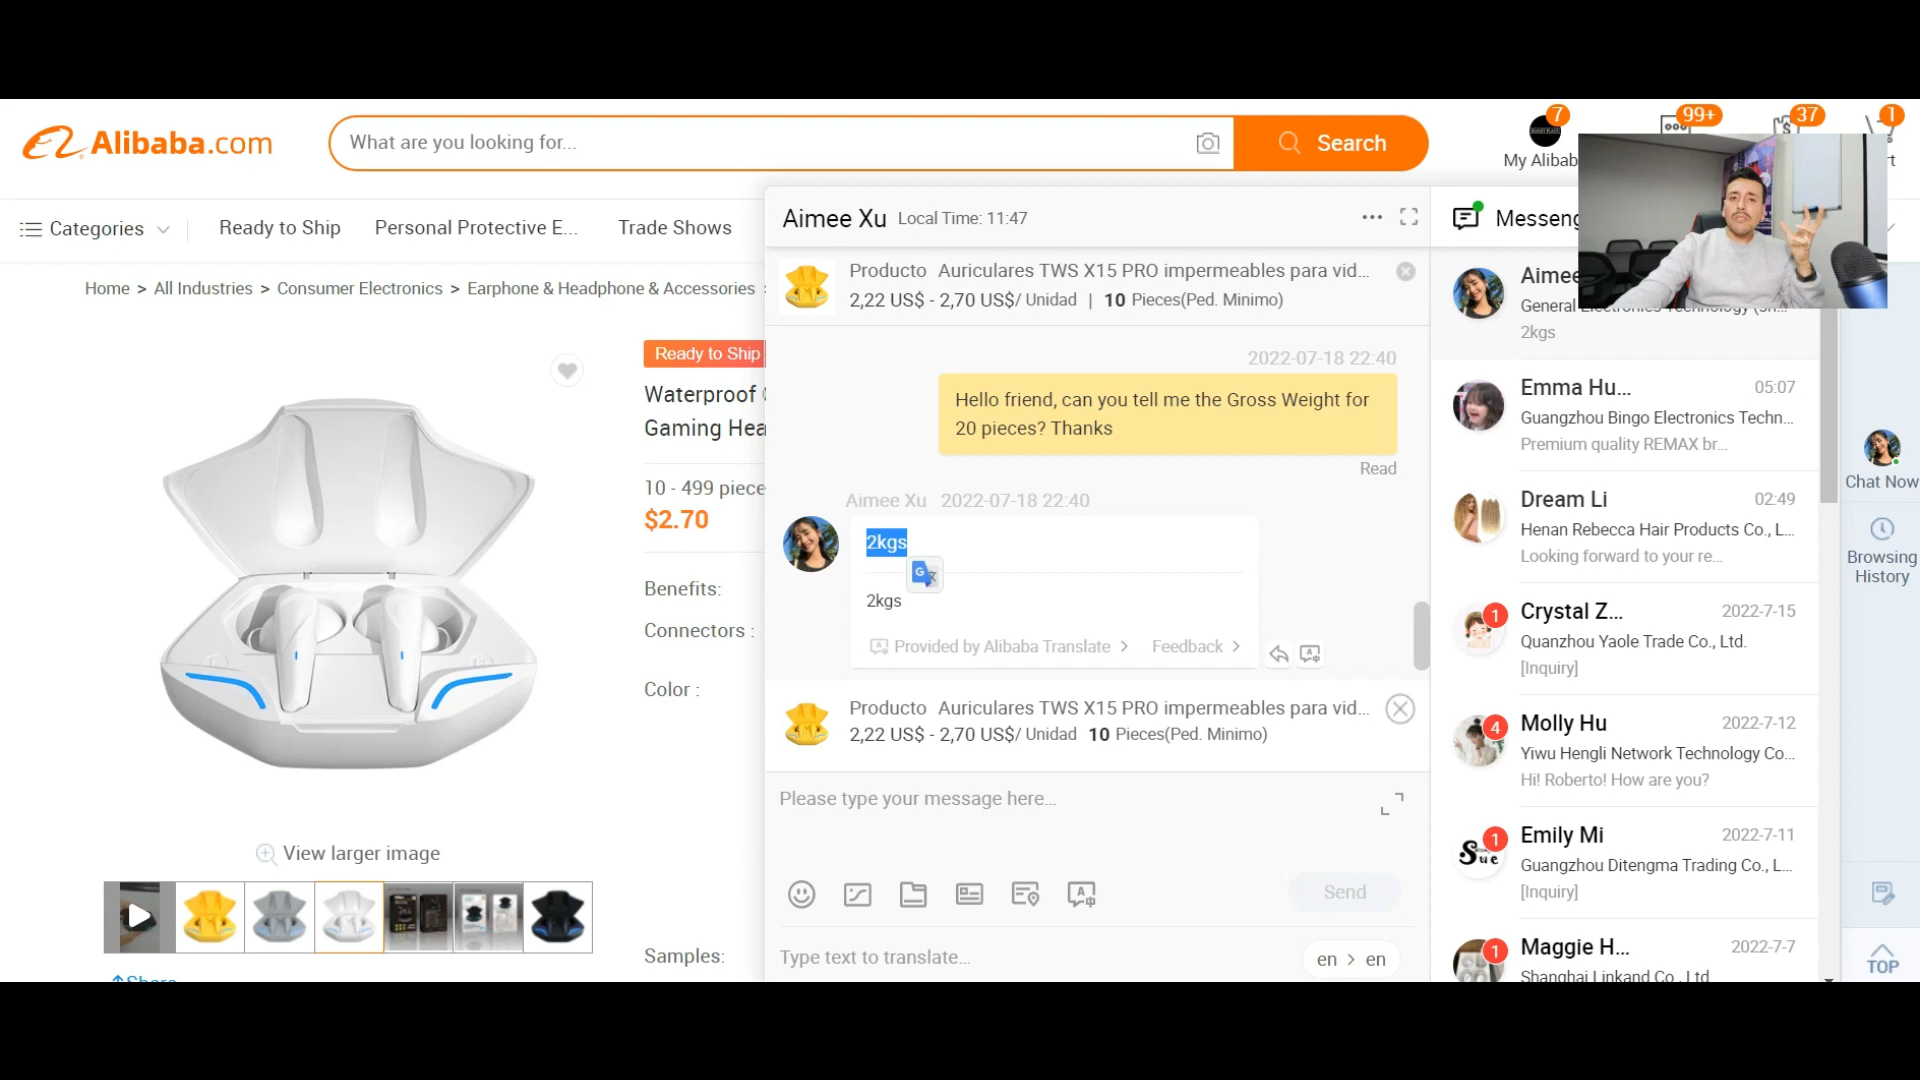 Alibaba.com
What are you looking for...
Search
7
99+
37
1
My Alibab
Categories
Ready to Ship
Personal Protective E...
Trade Shows
Home > All Industries > Consumer Electronics > Earphone & Headphone & Accessories >
Ready to Ship
Waterproof
Gaming Hea
10 - 499 piece
$2.70
Benefits:
Connectors :
Color :
Samples:
View larger image
Share
Aimee Xu Local Time: 11:47
Producto Auriculares TWS X15 PRO impermeables para vid...
2,22 US$ - 2,70 US$/ Unidad | 10 Pieces(Ped. Minimo)
2022-07-18 22:40
Hello friend, can you tell me the Gross Weight for
20 pieces? Thanks
Read
Aimee Xu 2022-07-18 22:40
2kgs
2kgs
Provided by Alibaba Translate > Feedback >
Producto Auriculares TWS X15 PRO impermeables para vid...
2,22 US$ - 2,70 US$/ Unidad 10 Pieces(Ped. Minimo)
Please type your message here...
Send
Type text to translate...
en > en
Messeng
Aimee
General Electronics Technology (Sh...
2kgs
Emma Hu... 05:07
Guangzhou Bingo Electronics Techn...
Premium quality REMAX br...
Dream Li 02:49
Henan Rebecca Hair Products Co., L...
Looking forward to your re...
1
Crystal Z... 2022-7-15
Quanzhou Yaole Trade Co., Ltd.
[Inquiry]
4
Molly Hu 2022-7-12
Yiwu Hengli Network Technology Co...
Hi! Roberto! How are you?
Sue
1
Emily Mi 2022-7-11
Guangzhou Ditengma Trading Co., L...
[Inquiry]
1
Maggie H... 2022-7-7
Shanghai Linkand Co., Ltd
Chat Now
Browsing
History
TOP